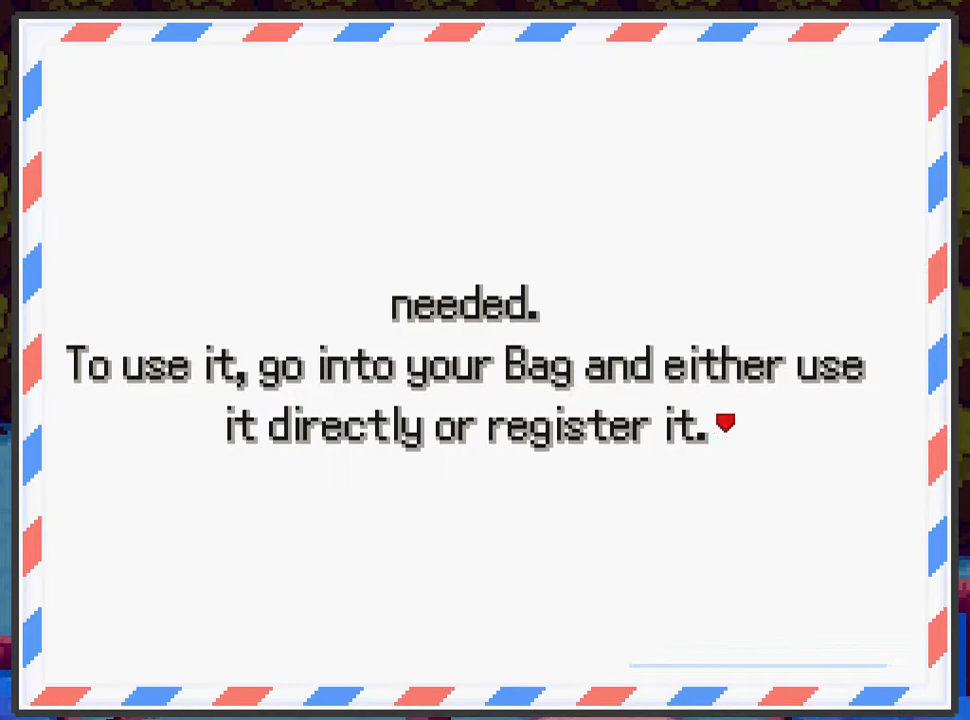 needed.
To use it, go into your Bag and either use
it directly or register it.